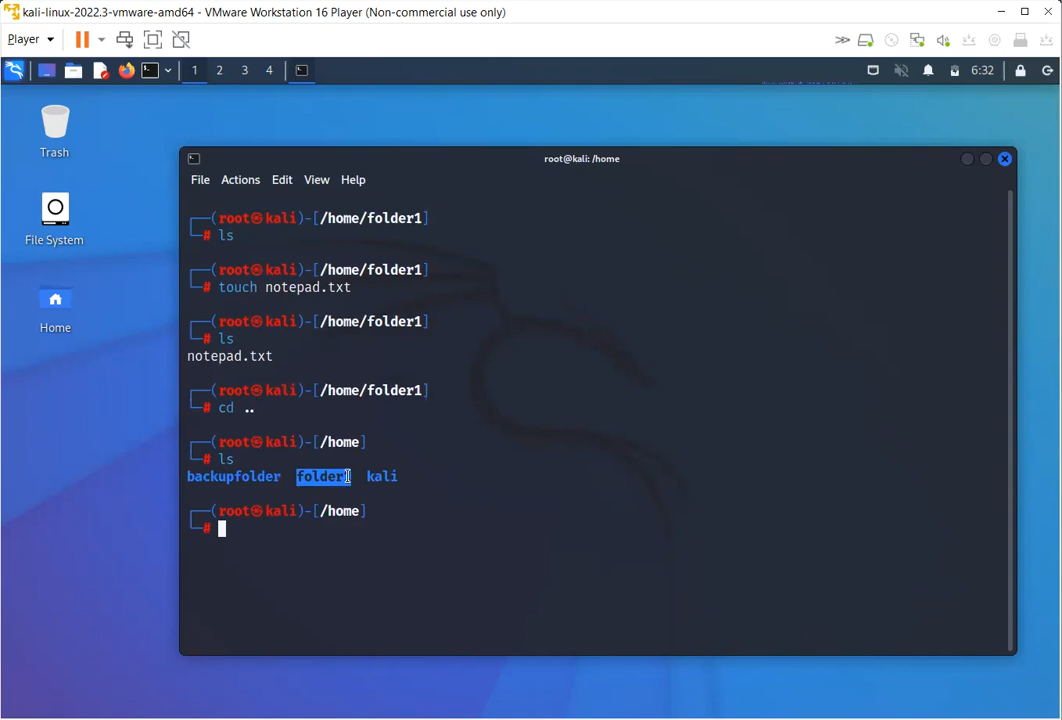 kali-linux-2022.3-vmware-amd64 - VMware Workstation 16 Player (Non-commercial use only)
Player
1 2 3 4 6:32
Trash
File System
Home
root@kali: /home
File Actions Edit View Help
┌──(root㉿kali)-[/home/folder1]
└─# ls
┌──(root㉿kali)-[/home/folder1]
└─# touch notepad.txt
┌──(root㉿kali)-[/home/folder1]
└─# ls
notepad.txt
┌──(root㉿kali)-[/home/folder1]
└─# cd ..
┌──(root㉿kali)-[/home]
└─# ls
backupfolder folder1 kali
┌──(root㉿kali)-[/home]
└─#